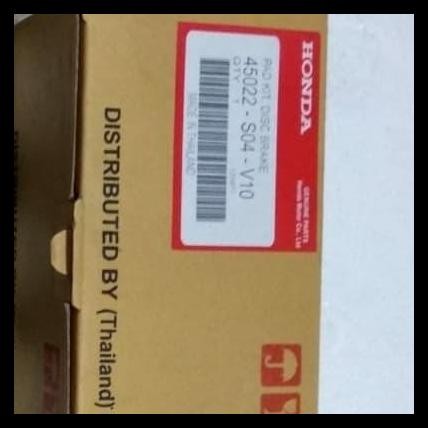 HONDA
GENUINE PARTS
Honda Motor Co., Ltd
PAD KIT, DISC BRAKE
45022 - S04 - V10
QTY 1
MADE IN THAILAND
DISTRIBUTED BY (Thailand)